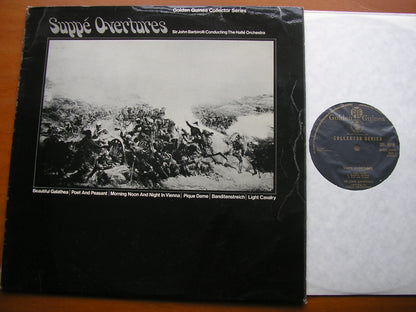 Golden Guinea Collector Series
Suppé Overtures
Sir John Barbirolli Conducting The Hallé Orchestra
Beautiful Galathea | Poet And Peasant | Morning Noon And Night In Vienna | Pique Dame | Banditenstreich | Light Cavalry
Golden Guinea
COLLECTOR SERIES